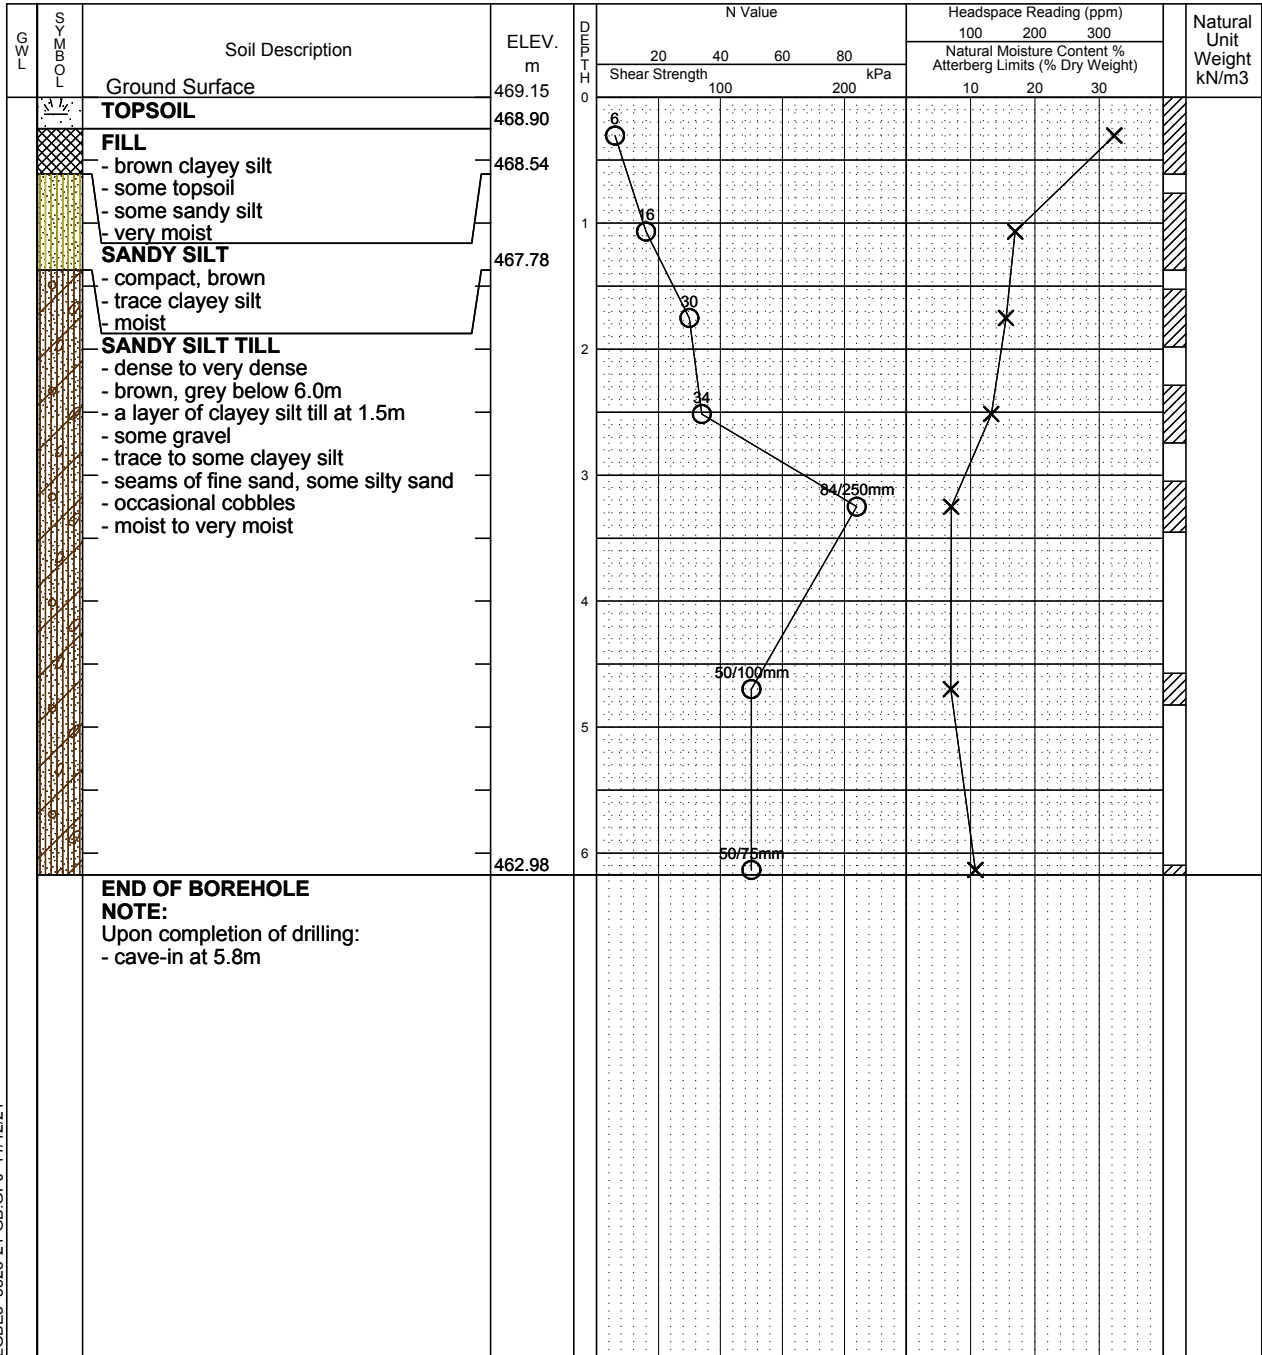 GWL
SYMBOL
Soil Description
Ground Surface
ELEV.
m
469.15
DEPTH
N Value
20 40 60 80
Shear Strength kPa
100 200
Headspace Reading (ppm)
100 200 300
Natural Moisture Content %
Atterberg Limits (% Dry Weight)
10 20 30
Natural
Unit
Weight
kN/m3
0
TOPSOIL
468.90
FILL
- brown clayey silt
468.54
- some topsoil
- some sandy silt
- very moist
SANDY SILT
467.78
- compact, brown
- trace clayey silt
- moist
SANDY SILT TILL
- dense to very dense
- brown, grey below 6.0m
- a layer of clayey silt till at 1.5m
- some gravel
- trace to some clayey silt
- seams of fine sand, some silty sand
- occasional cobbles
- moist to very moist
462.98
END OF BOREHOLE
NOTE:
Upon completion of drilling:
- cave-in at 5.8m
1
2
3
4
5
6
6
16
30
34
84/250mm
50/100mm
50/75mm